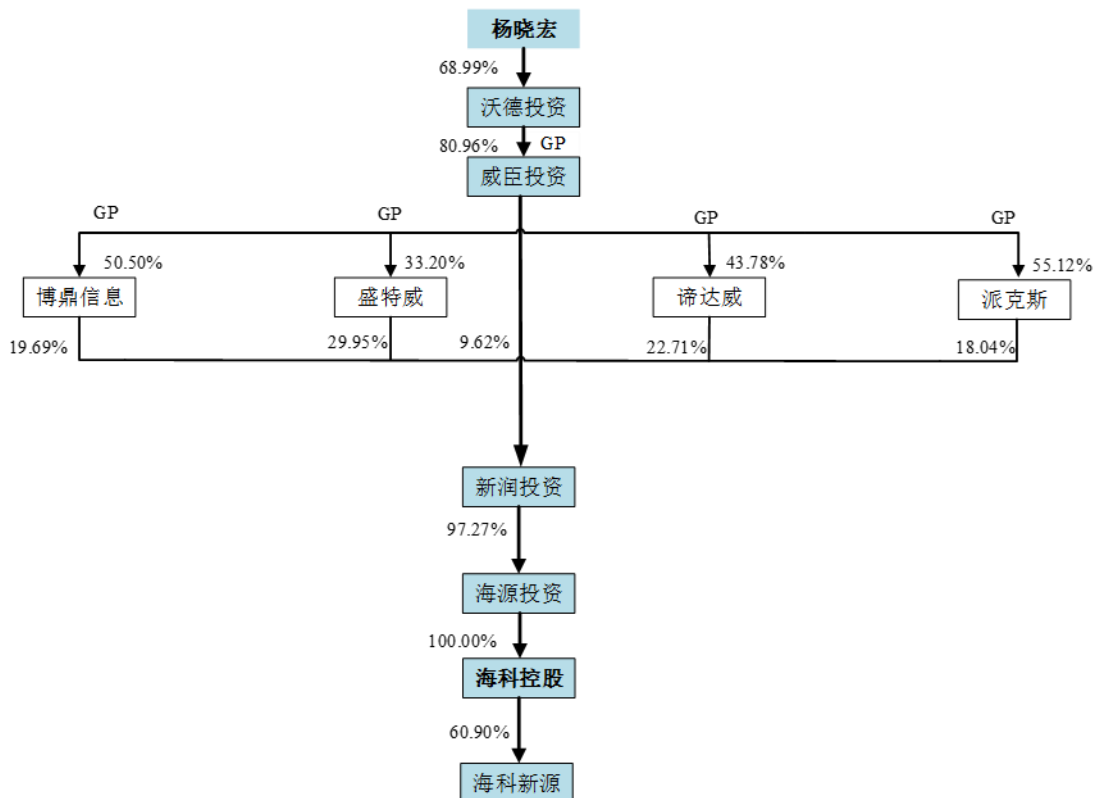 杨晓宏
68.99%
沃德投资
80.96% GP
威臣投资
GP GP GP GP
50.50% 33.20% 43.78% 55.12%
博鼎信息 盛特威 谛达威 派克斯
19.69% 29.95% 9.62% 22.71% 18.04%
新润投资
97.27%
海源投资
100.00%
海科控股
60.90%
海科新源